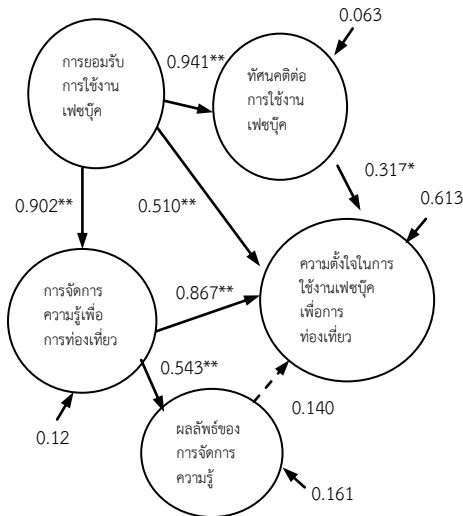 0.063
การยอมรับ
การใช้งาน
เฟซบุ๊ค
0.941**
ทัศนคติต่อ
การใช้งาน
เฟซบุ๊ค
0.317*
0.902**
0.510**
0.613
การจัดการ
ความรู้เพื่อ
การท่องเที่ยว
0.867**
ความตั้งใจในการ
ใช้งานเฟซบุ๊ค
เพื่อการ
ท่องเที่ยว
0.543**
0.140
0.12
ผลลัพธ์ของ
การจัดการ
ความรู้
0.161